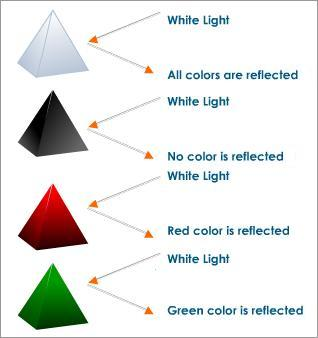 White Light
All colors are reflected
White Light
No color is reflected
White Light
Red color is reflected
White Light
Green color is reflected